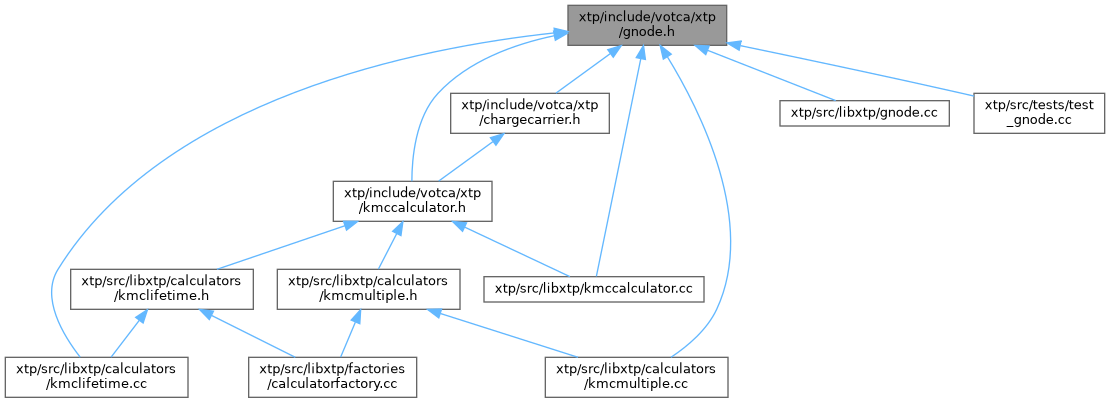 xtp/include/votca/xtp
/gnode.h
xtp/include/votca/xtp
/chargecarrier.h
xtp/src/libxtp/gnode.cc
xtp/src/tests/test
_gnode.cc
xtp/include/votca/xtp
/kmccalculator.h
xtp/src/libxtp/calculators
/kmclifetime.h
xtp/src/libxtp/calculators
/kmcmultiple.h
xtp/src/libxtp/kmccalculator.cc
xtp/src/libxtp/calculators
/kmclifetime.cc
xtp/src/libxtp/factories
/calculatorfactory.cc
xtp/src/libxtp/calculators
/kmcmultiple.cc